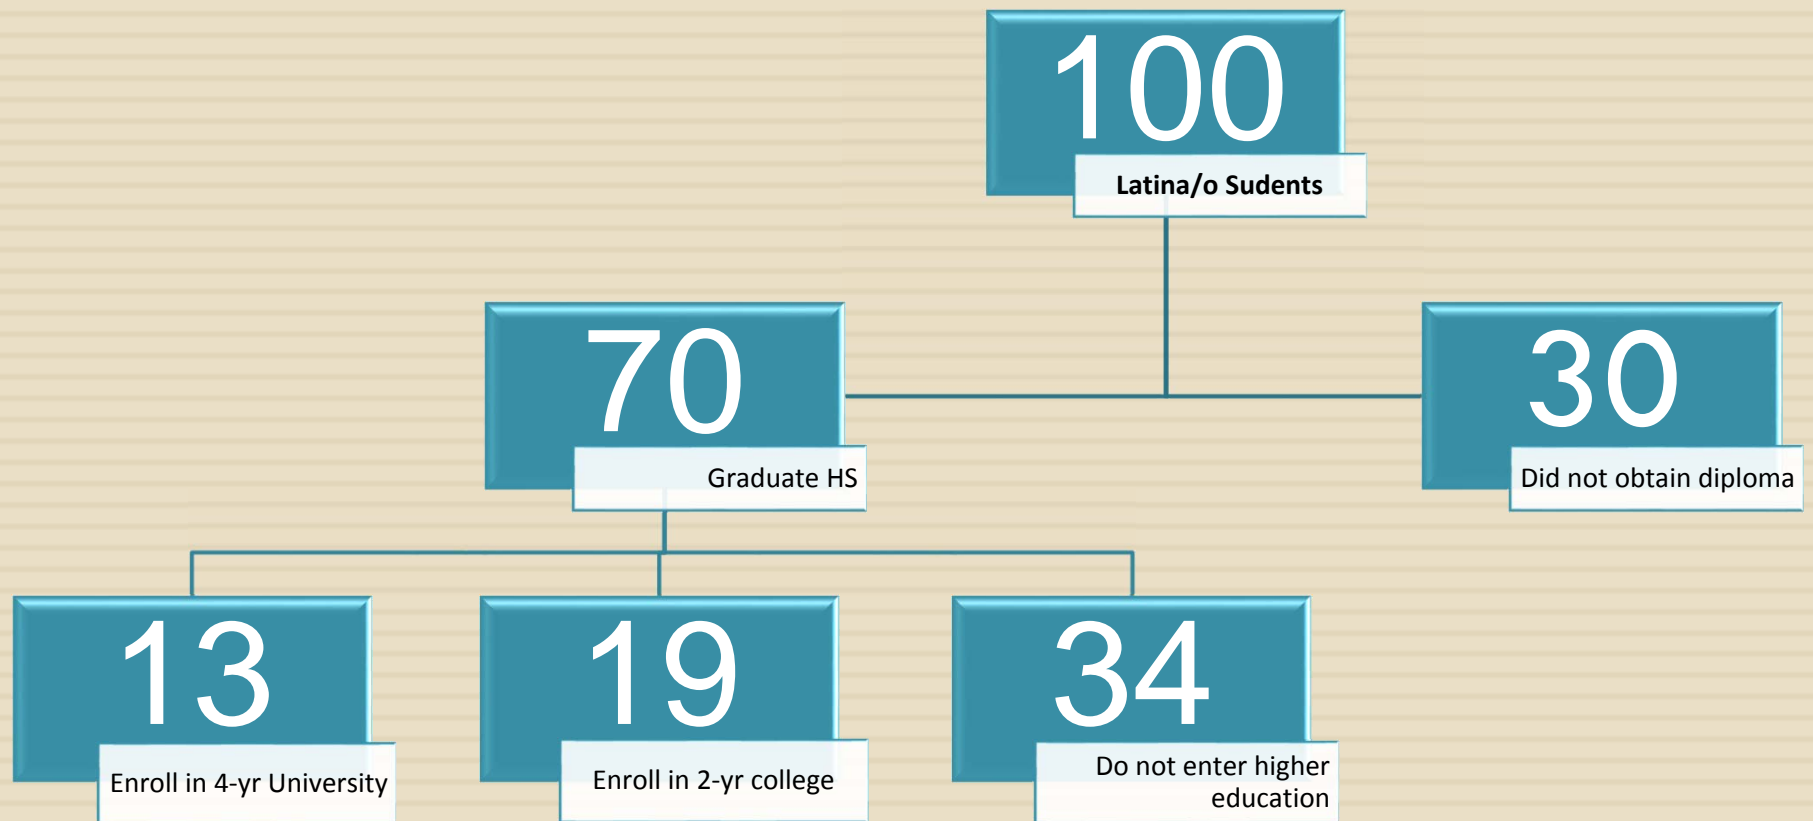 100
Latina/o Sudents
70
Graduate HS
30
Did not obtain diploma
13
Enroll in 4-yr University
19
Enroll in 2-yr college
34
Do not enter higher
education